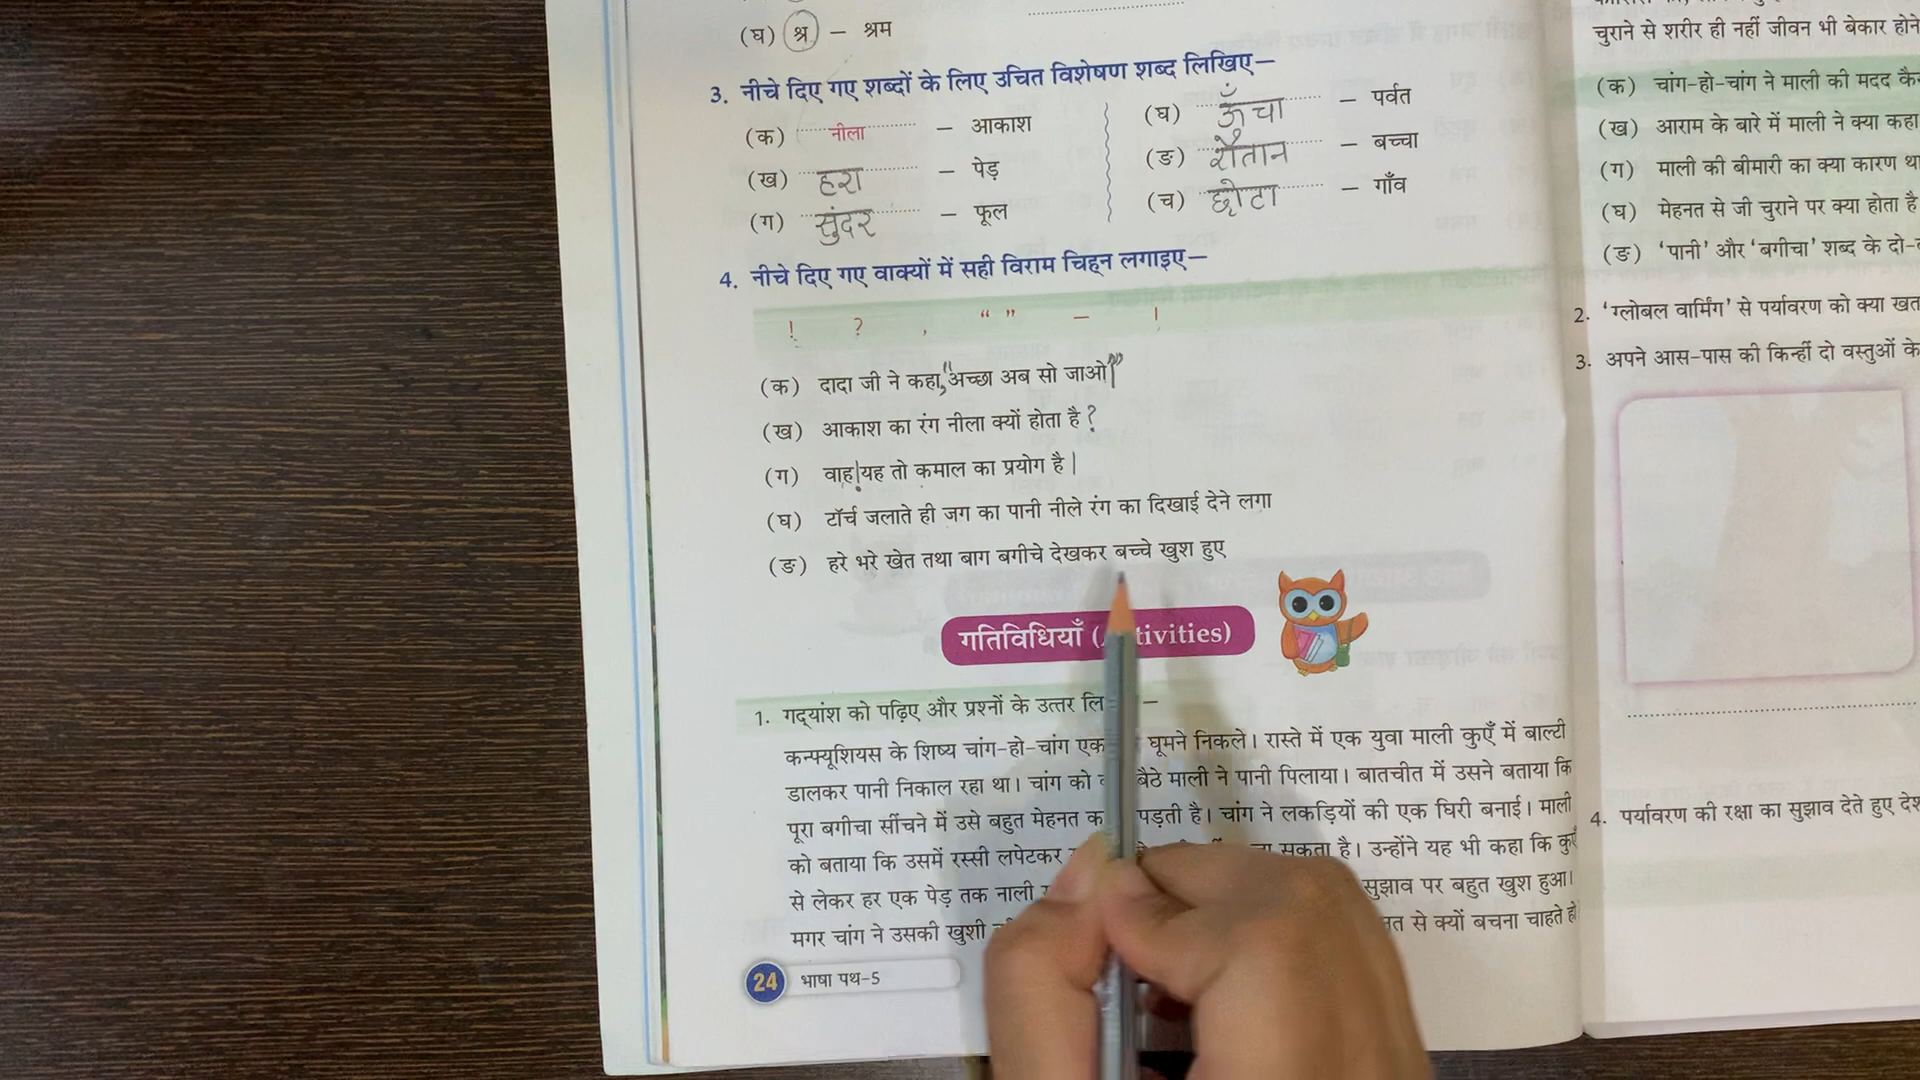 (घ) श्र – श्रम
3. नीचे दिए गए शब्दों के लिए उचित विशेषण शब्द लिखिए–
(क) नीला – आकाश
(ख) हरा – पेड़
(ग) सुंदर – फूल
(घ) ऊँचा – पर्वत
(ङ) शैतान – बच्चा
(च) छोटा – गाँव
4. नीचे दिए गए वाक्यों में सही विराम चिह्न लगाइए–
! ? , “ ” – ।
(क) दादा जी ने कहा,"अच्छा अब सो जाओ।"
(ख) आकाश का रंग नीला क्यों होता है?
(ग) वाह!यह तो कमाल का प्रयोग है।
(घ) टॉर्च जलाते ही जग का पानी नीले रंग का दिखाई देने लगा
(ङ) हरे भरे खेत तथा बाग बगीचे देखकर बच्चे खुश हुए
गतिविधियाँ ( tivities)
1. गद्यांश को पढ़िए और प्रश्नों के उत्तर –
कन्फ्यूशियस के शिष्य चांग-हो-चांग एक घूमने निकले। रास्ते में एक युवा माली कुएँ में बाल्टी
डालकर पानी निकाल रहा था। चांग को बैठे माली ने पानी पिलाया। बातचीत में उसने बताया कि
पूरा बगीचा सींचने में उसे बहुत मेहनत पड़ती है। चांग ने लकड़ियों की एक घिरी बनाई। माली
को बताया कि उसमें रस्सी लपेटकर सकता है। उन्होंने यह भी कहा कि कुएँ
से लेकर हर एक पेड़ तक नाली सुझाव पर बहुत खुश हुआ।
मगर चांग ने उसकी खुशी से क्यों बचना चाहते हो
24 भाषा पथ-5
चुराने से शरीर ही नहीं जीवन भी बेकार होने
(क) चांग-हो-चांग ने माली की मदद
(ख) आराम के बारे में माली ने क्या कहा
(ग) माली की बीमारी का क्या कारण था
(घ) मेहनत से जी चुराने पर क्या होता है
(ङ) ‘पानी’ और ‘बगीचा’ शब्द के दो-
2. ‘ग्लोबल वार्मिंग’ से पर्यावरण को क्या
3. अपने आस-पास की किन्हीं दो वस्तुओं के
4. पर्यावरण की रक्षा का सुझाव देते हुए